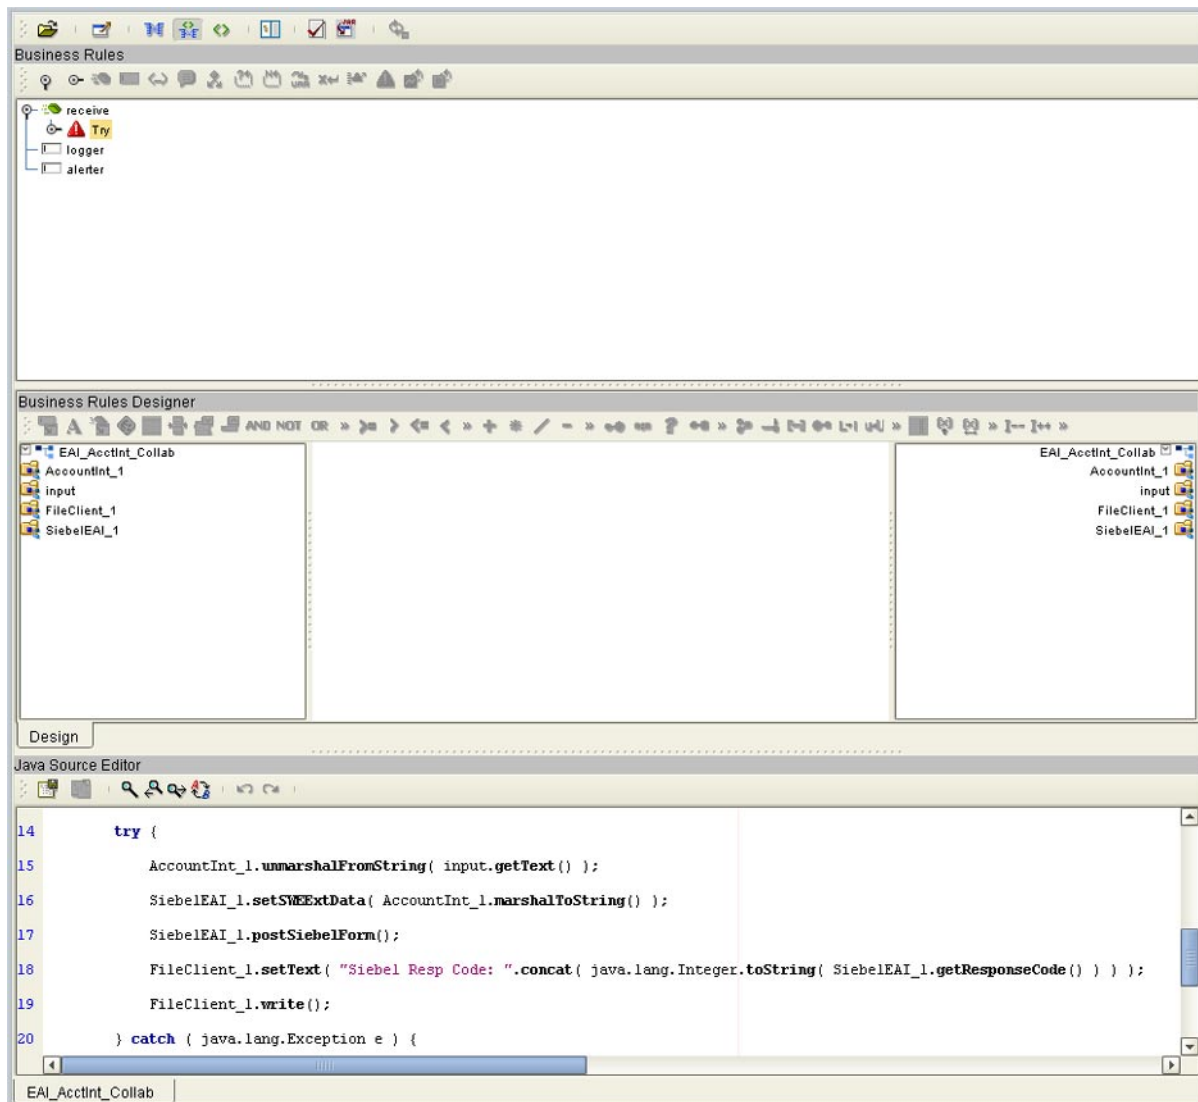 Business Rules
receive
Try
logger
alerter
Business Rules Designer
AND NOT OR
EAI_AcctInt_Collab
AccountInt_1
input
FileClient_1
SiebelEAI_1
EAI_AcctInt_Collab
AccountInt_1
input
FileClient_1
SiebelEAI_1
Design
Java Source Editor
14 try {
15 AccountInt_1.unmarshalFromString( input.getText() );
16 SiebelEAI_1.setSWEExtData( AccountInt_1.marshalToString() );
17 SiebelEAI_1.postSiebelForm();
18 FileClient_1.setText( "Siebel Resp Code: ".concat( java.lang.Integer.toString( SiebelEAI_1.getResponseCode() ) ) );
19 FileClient_1.write();
20 } catch ( java.lang.Exception e ) {
EAI_AcctInt_Collab